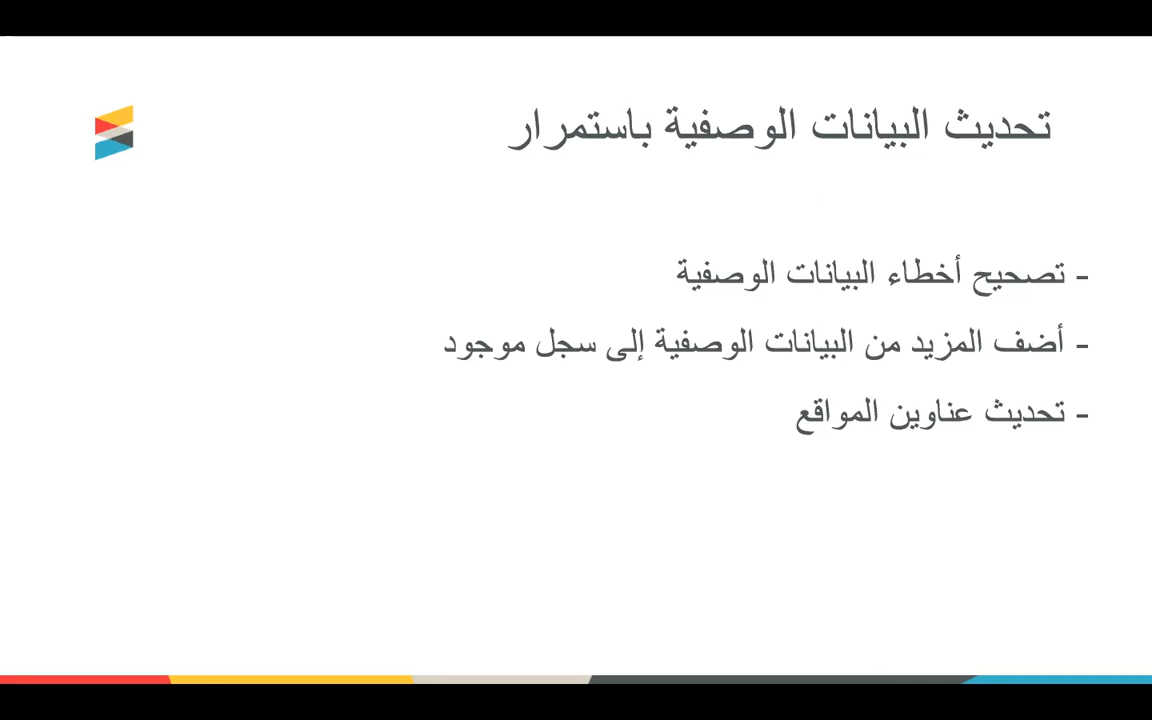 تحديث البيانات الوصفية باستمرار
- تصحيح أخطاء البيانات الوصفية
- أضف المزيد من البيانات الوصفية إلى سجل موجود
- تحديث عناوين المواقع